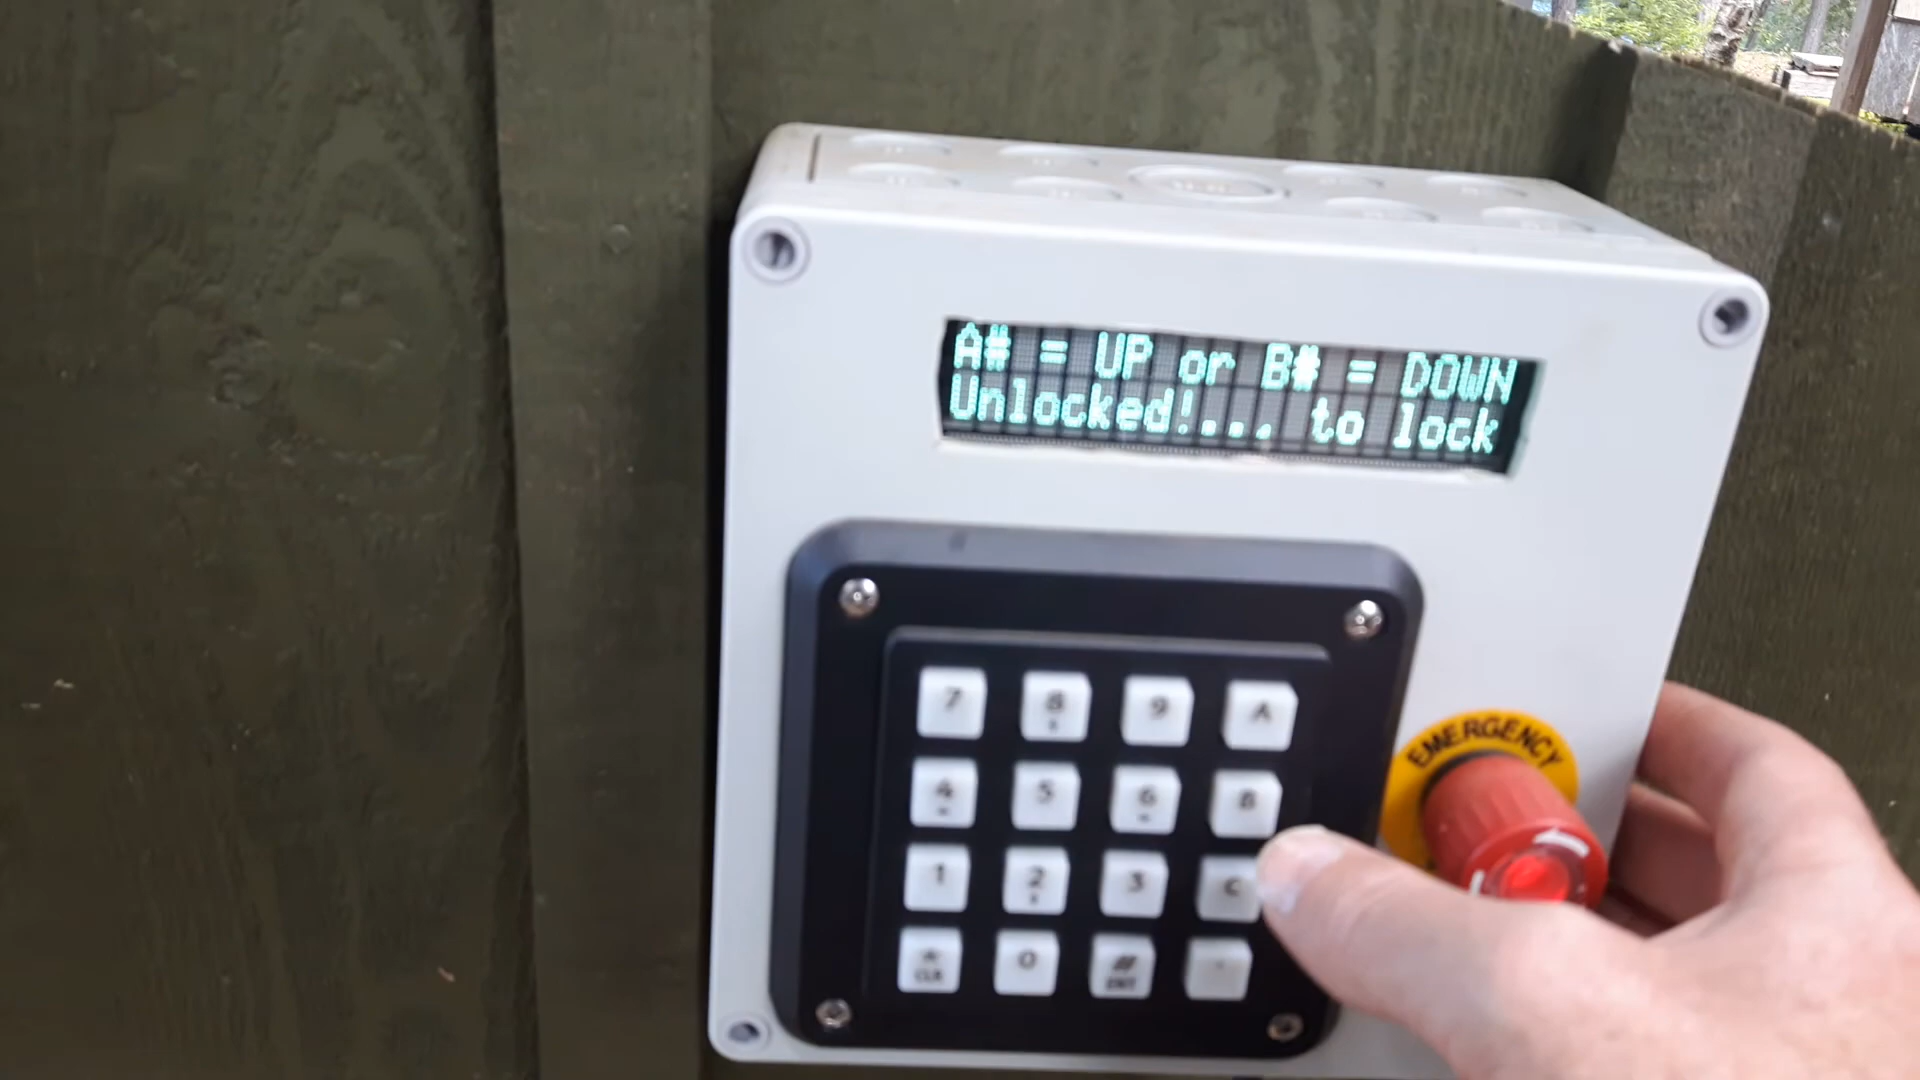 A# = UP or B# = DOWN
Unlocked!... to lock
7 8 9 A
EMERGENCY
4 5 6 B
1 2 3 C
* 0 # .
CLR ENT